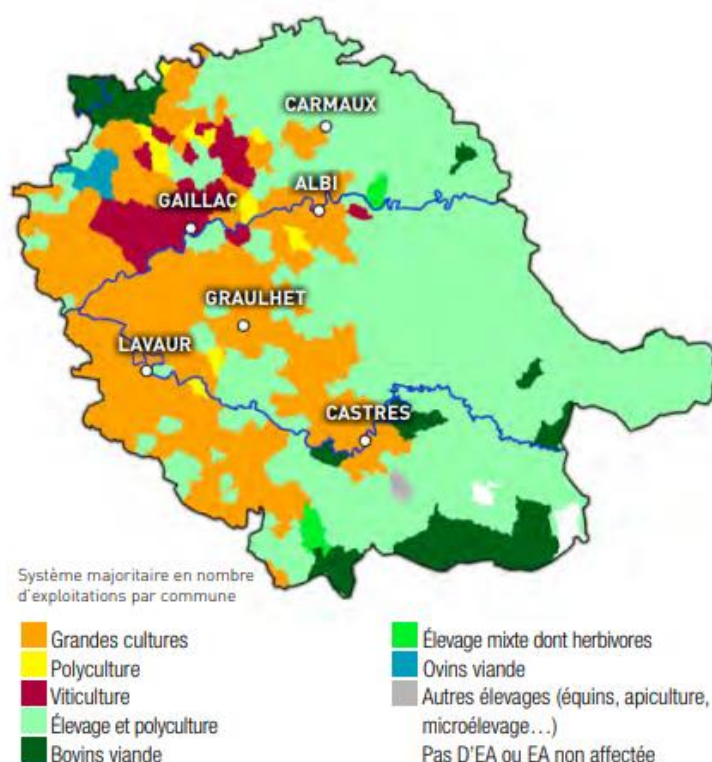 CARMAUX
ALBI
GAILLAC
GRAULHET
LAVAUR
CASTRES
Système majoritaire en nombre
d'exploitations par commune
Grandes cultures
Polyculture
Viticulture
Élevage et polyculture
Bovins viande
Élevage mixte dont herbivores
Ovins viande
Autres élevages (équins, apiculture,
microélevage...)
Pas D'EA ou EA non affectée